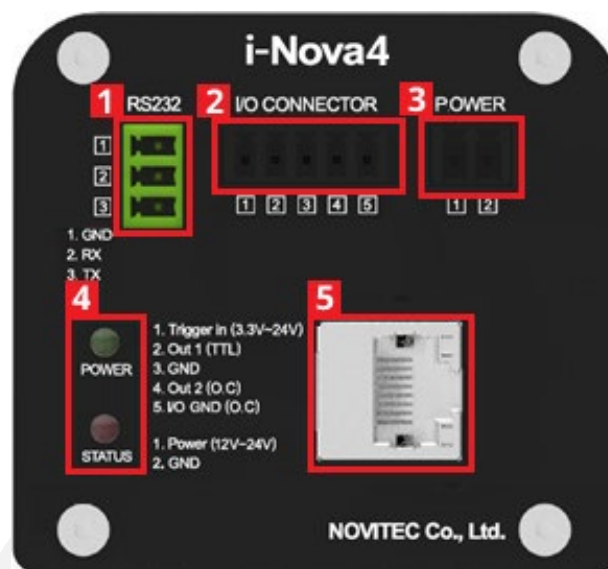 i-Nova4
1 RS232 2 I/O CONNECTOR 3 POWER
1
2
3
1 2 3 4 5
1 2
1. GND
2. RX
3. TX
4
5
1. Trigger in (3.3V~24V)
2. Out 1 (TTL)
3. GND
4. Out 2 (O.C)
5. I/O GND (O.C)
POWER
1. Power (12V~24V)
2. GND
STATUS
NOVITEC Co., Ltd.